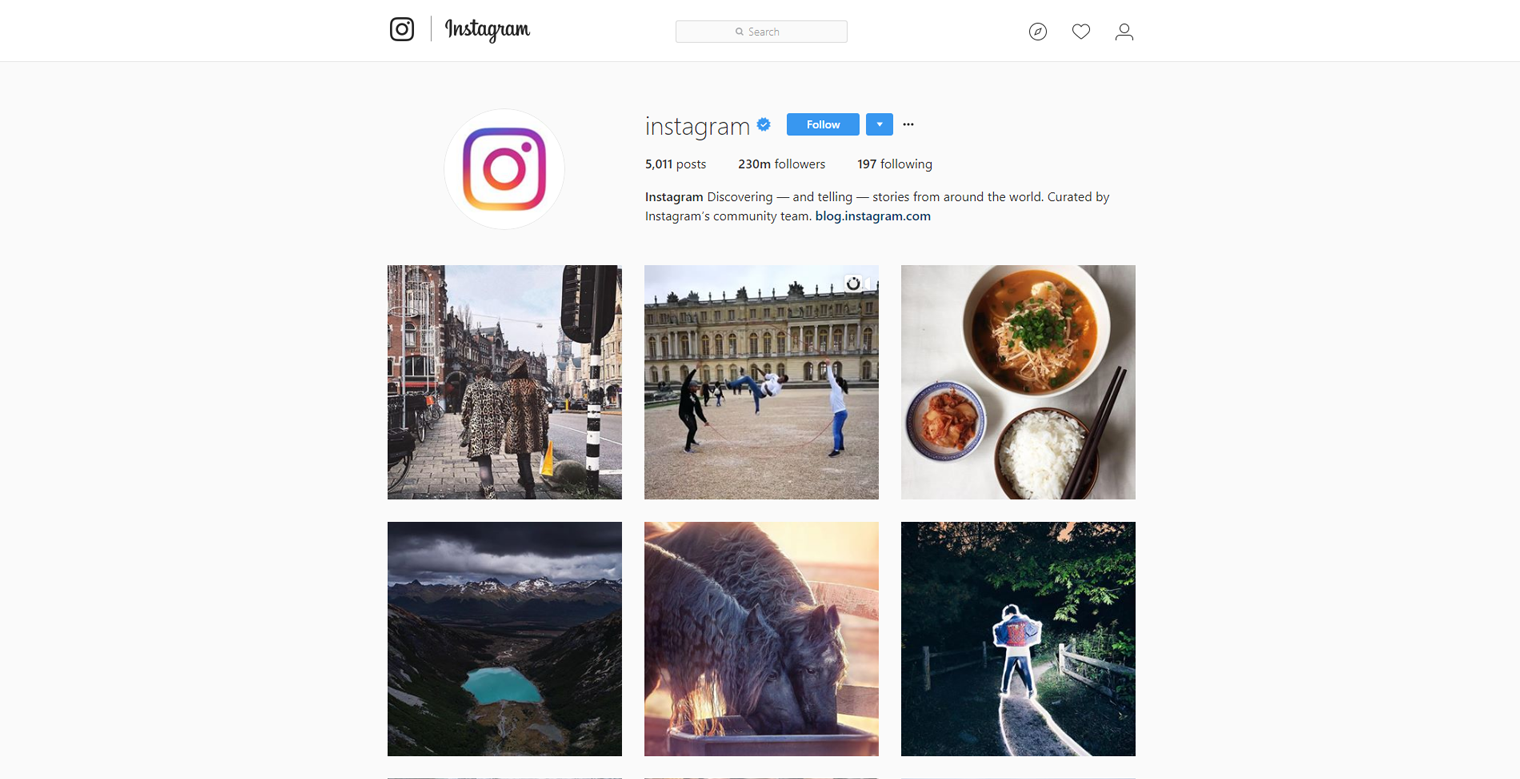 Instagram
Search
instagram Follow
5,011 posts 230m followers 197 following
Instagram Discovering — and telling — stories from around the world. Curated by
Instagram's community team. blog.instagram.com